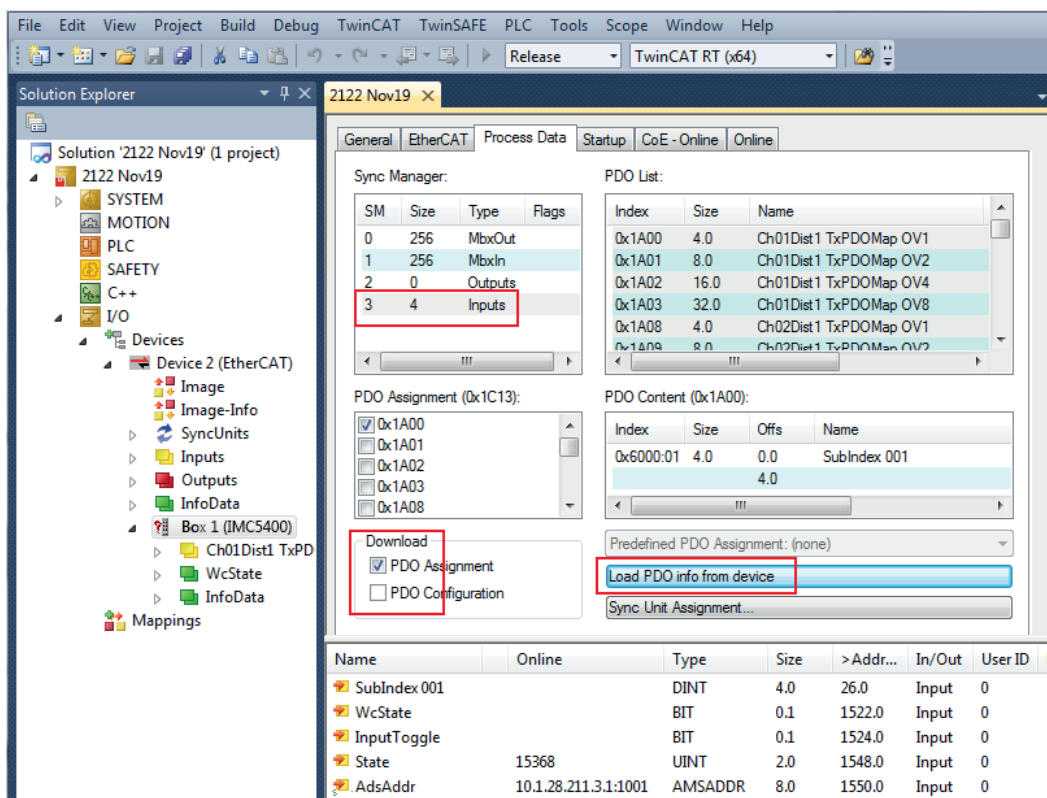 File Edit View Project Build Debug TwinCAT TwinSAFE PLC Tools Scope Window Help
Release TwinCAT RT (x64)
Solution Explorer
Solution '2122 Nov19' (1 project)
2122 Nov19
SYSTEM
MOTION
PLC
SAFETY
C++
I/O
Devices
Device 2 (EtherCAT)
Image
Image-Info
SyncUnits
Inputs
Outputs
InfoData
Box 1 (IMC5400)
Ch01Dist1 TxPD
WcState
InfoData
Mappings
2122 Nov19
General EtherCAT Process Data Startup CoE - Online Online
Sync Manager:
SM Size Type Flags
0 256 MbxOut
1 256 MbxIn
2 0 Outputs
3 4 Inputs
PDO List:
Index Size Name
0x1A00 4.0 Ch01Dist1 TxPDOMap OV1
0x1A01 8.0 Ch01Dist1 TxPDOMap OV2
0x1A02 16.0 Ch01Dist1 TxPDOMap OV4
0x1A03 32.0 Ch01Dist1 TxPDOMap OV8
0x1A08 4.0 Ch02Dist1 TxPDOMap OV1
0x1A09 8.0 Ch02Dist1 TxPDOMap OV2
PDO Assignment (0x1C13):
0x1A00
0x1A01
0x1A02
0x1A03
0x1A08
PDO Content (0x1A00):
Index Size Offs Name
0x6000:01 4.0 0.0 SubIndex 001
4.0
Download
PDO Assignment
PDO Configuration
Predefined PDO Assignment: (none)
Load PDO info from device
Sync Unit Assignment...
Name Online Type Size >Addr... In/Out User ID
SubIndex 001 DINT 4.0 26.0 Input 0
WcState BIT 0.1 1522.0 Input 0
InputToggle BIT 0.1 1524.0 Input 0
State 15368 UINT 2.0 1548.0 Input 0
AdsAddr 10.1.28.211.3.1:1001 AMSADDR 8.0 1550.0 Input 0